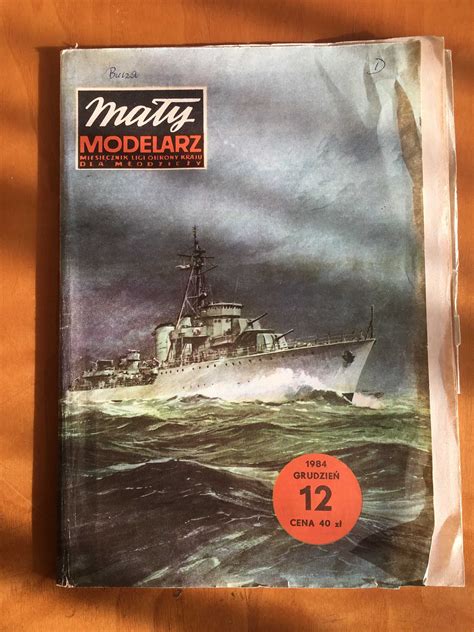 Burza
Mały
MODELARZ
MIESIĘCZNIK LIGI OBRONY KRAJU
DLA MŁODZIEŻY
1984
GRUDZIEŃ
12
CENA 40 zł